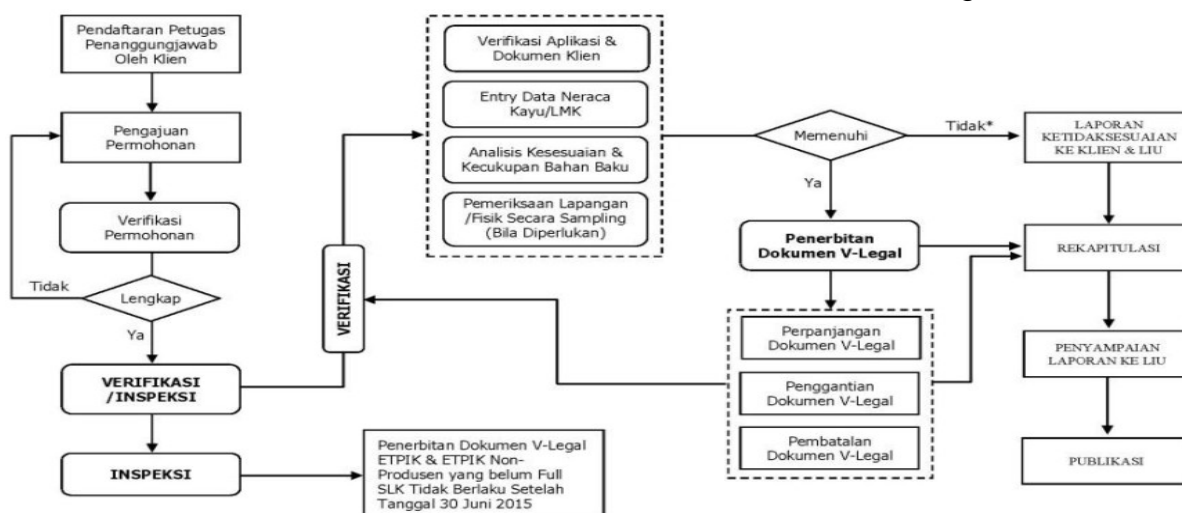 Pendaftaran Petugas
Penanggungjawab
Oleh Klien
Pengajuan
Permohonan
Verifikasi
Permohonan
Tidak
Lengkap
Ya
VERIFIKASI
/INSPEKSI
INSPEKSI
Penerbitan Dokumen V-Legal
ETPIK & ETPIK Non-
Produsen yang belum Full
SLK Tidak Berlaku Setelah
Tanggal 30 Juni 2015
VERIFIKASI
Verifikasi Aplikasi &
Dokumen Klien
Entry Data Neraca
Kayu/LMK
Analisis Kesesuaian &
Kecukupan Bahan Baku
Pemeriksaan Lapangan
/Fisik Secara Sampling
(Bila Diperlukan)
Memenuhi
Tidak*
Ya
Penerbitan
Dokumen V-Legal
Perpanjangan
Dokumen V-Legal
Penggantian
Dokumen V-Legal
Pembatalan
Dokumen V-Legal
LAPORAN
KETIDAKSESUAIAN
KE KLIEN & LIU
REKAPITULASI
PENYAMPAIAN
LAPORAN KE LIU
PUBLIKASI